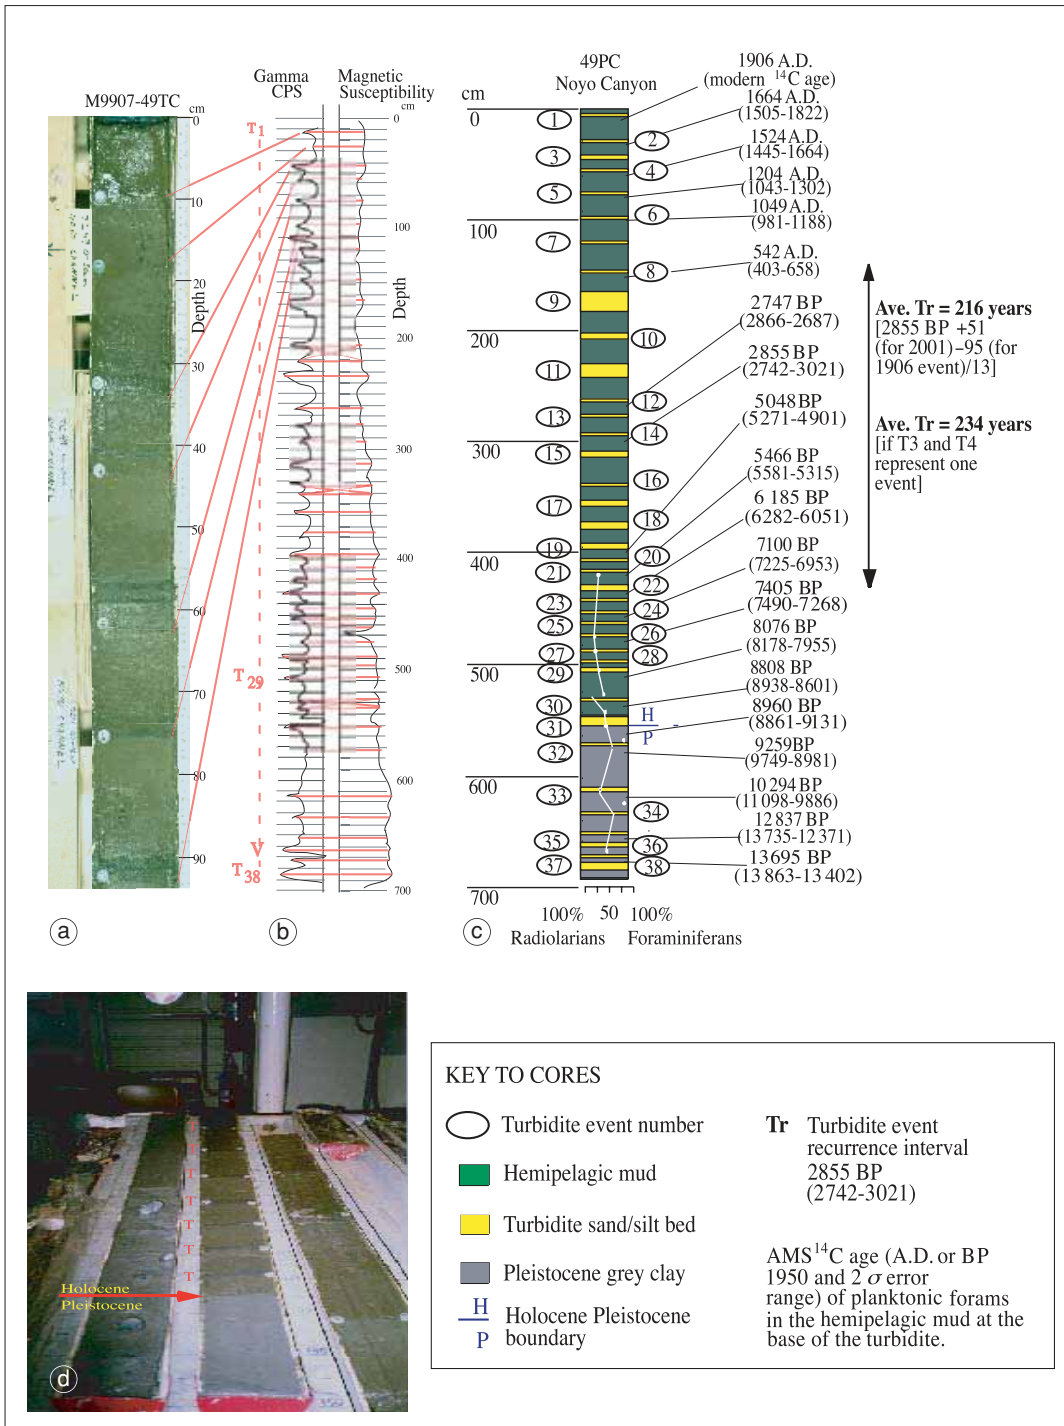 M9907-49TC
cm
0
10
20
30
40
50
60
70
80
90
Depth
a
Gamma
CPS
Magnetic
Susceptibility
cm
T1
T29
V
T38
0
100
200
300
400
500
600
700
Depth
b
49PC
Noyo Canyon
cm
0
100
200
300
400
500
600
700
1
2
3
4
5
6
7
8
9
10
11
12
13
14
15
16
17
18
19
20
21
22
23
24
25
26
27
28
29
30
31
32
33
34
35
36
37
38
H
P
1906 A.D.
(modern 14C age)
1664 A.D.
(1505-1822)
1524 A.D.
(1445-1664)
1204 A.D.
(1043-1302)
1049 A.D.
(981-1188)
542 A.D.
(403-658)
2747 BP
(2866-2687)
2855 BP
(2742-3021)
5048 BP
(5271-4901)
5466 BP
(5581-5315)
6 185 BP
(6282-6051)
7100 BP
(7225-6953)
7405 BP
(7490-7268)
8076 BP
(8178-7955)
8808 BP
(8938-8601)
8960 BP
(8861-9131)
9259BP
(9749-8981)
10 294 BP
(11 098-9886)
12 837 BP
(13 735-12 371)
13 695 BP
(13 863-13 402)
Ave. Tr = 216 years
[2855 BP +51
(for 2001)–95 (for
1906 event)/13]
Ave. Tr = 234 years
[if T3 and T4
represent one
event]
100% 50 100%
Radiolarians Foraminiferans
c
T
T
T
T
T
T
T
Holocene
Pleistocene
d
KEY TO CORES
Turbidite event number
Hemipelagic mud
Turbidite sand/silt bed
Pleistocene grey clay
H
P
Holocene Pleistocene
boundary
Tr Turbidite event
recurrence interval
2855 BP
(2742-3021)
AMS 14C age (A.D. or BP
1950 and 2 σ error
range) of planktonic forams
in the hemipelagic mud at the
base of the turbidite.